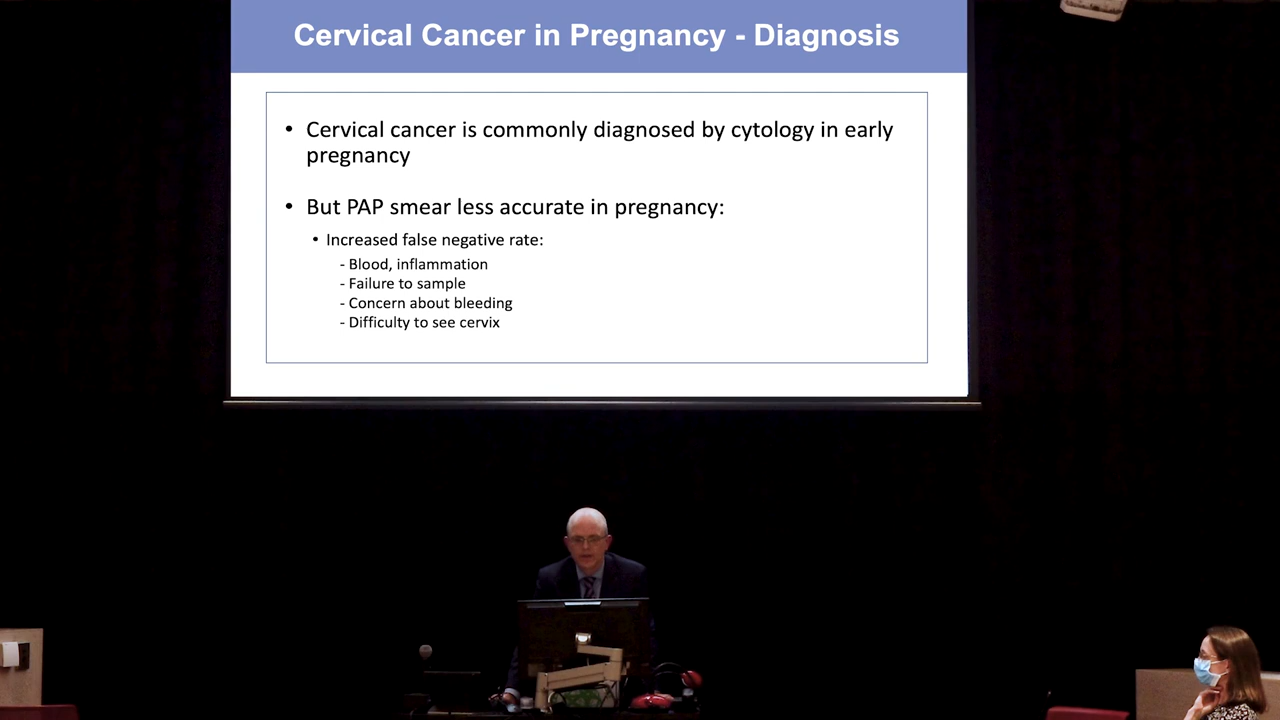 Cervical Cancer in Pregnancy - Diagnosis
• Cervical cancer is commonly diagnosed by cytology in early
pregnancy
• But PAP smear less accurate in pregnancy:
• Increased false negative rate:
- Blood, inflammation
- Failure to sample
- Concern about bleeding
- Difficulty to see cervix